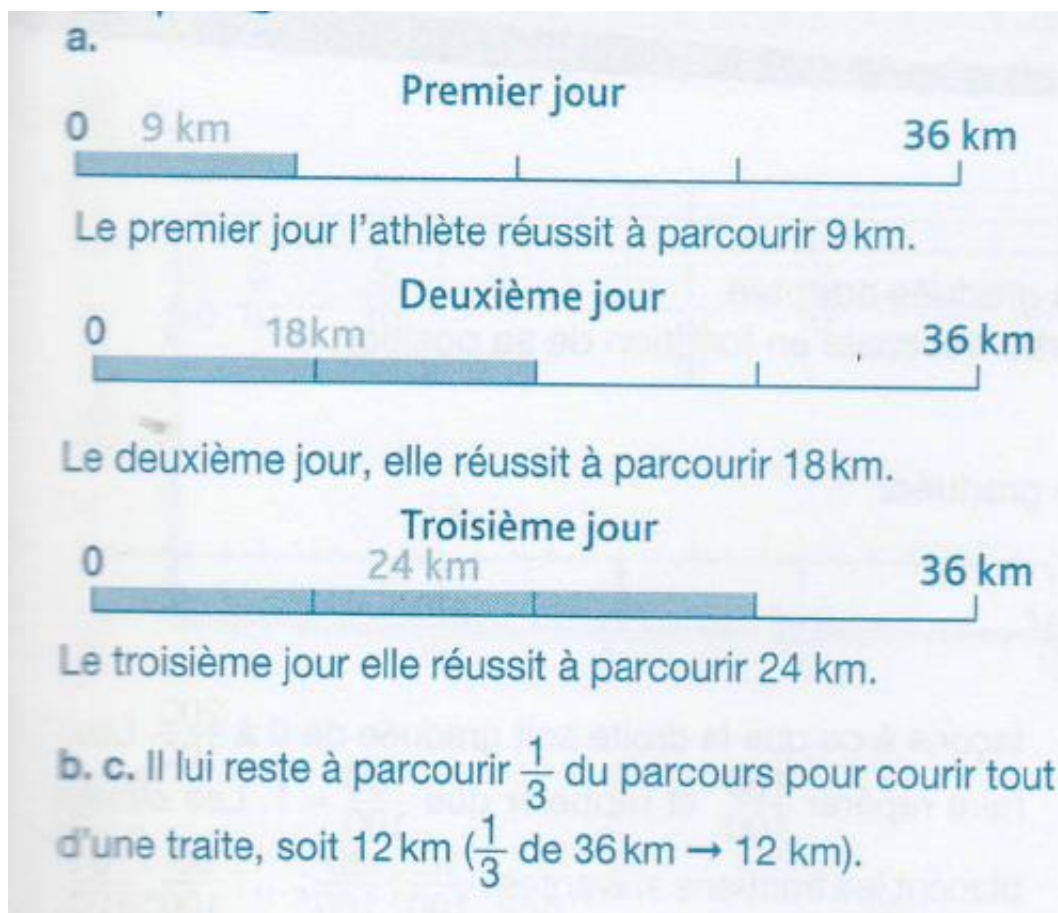 a.
Premier jour
0 9 km 36 km
Le premier jour l'athlète réussit à parcourir 9 km.
Deuxième jour
0 18km 36 km
Le deuxième jour, elle réussit à parcourir 18 km.
Troisième jour
0 24 km 36 km
Le troisième jour elle réussit à parcourir 24 km.
b. c. Il lui reste à parcourir 1/3 du parcours pour courir tout
d'une traite, soit 12 km (1/3 de 36 km → 12 km).